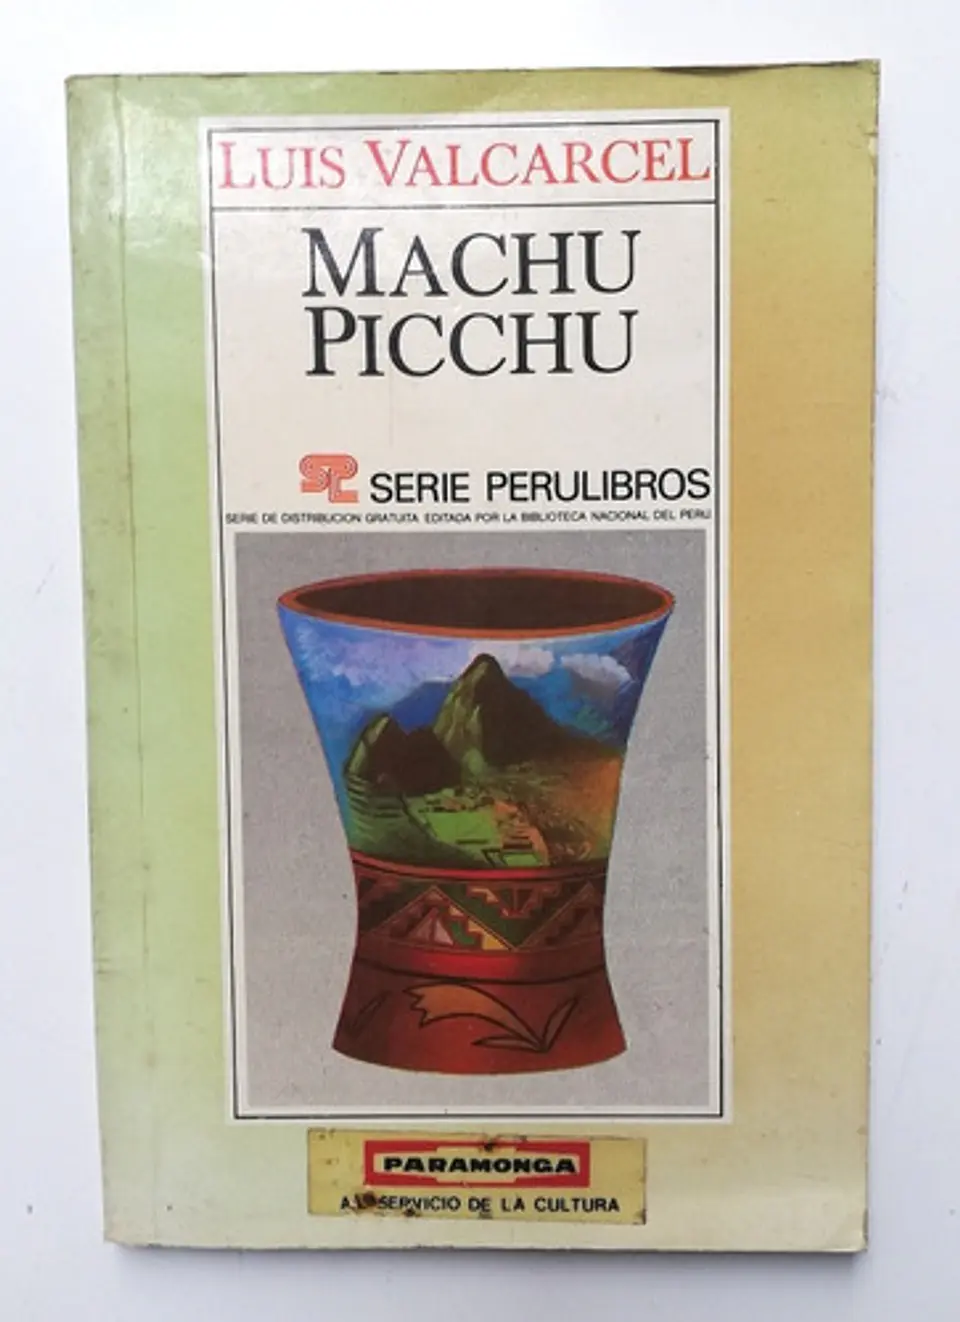 LUIS VALCARCEL
MACHU
PICCHU
SERIE PERULIBROS
SERIE DE DISTRIBUCION GRATUITA EDITADA POR LA BIBLIOTECA NACIONAL DEL PERU
PARAMONGA
AL SERVICIO DE LA CULTURA